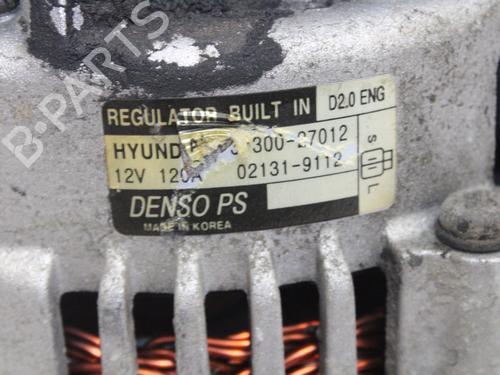 REGULATOR BUILT IN D2.0 ENG
HYUND 300-27012
12V 120A 02131-9112
S L
DENSO PS
MADE IN KOREA
B-PARTS